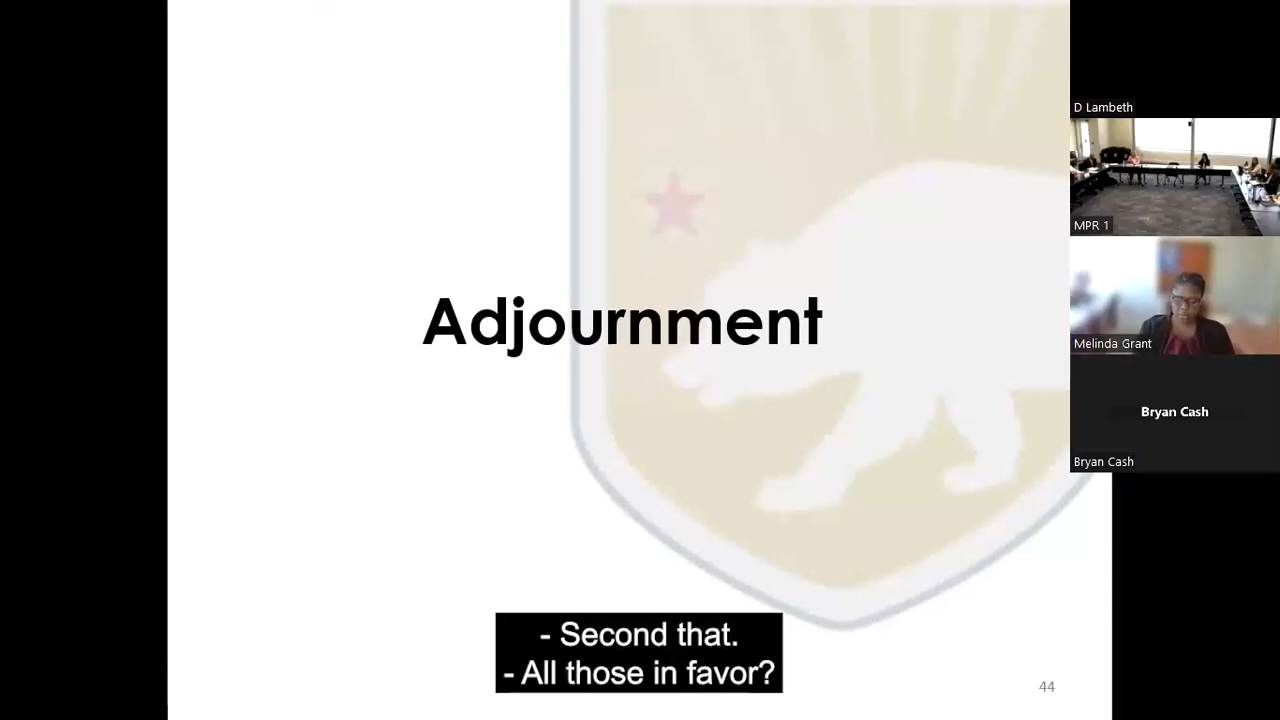 D Lambeth
MPR 1
Adjournment
Melinda Grant
Bryan Cash
Bryan Cash
- Second that.
- All those in favor?
44